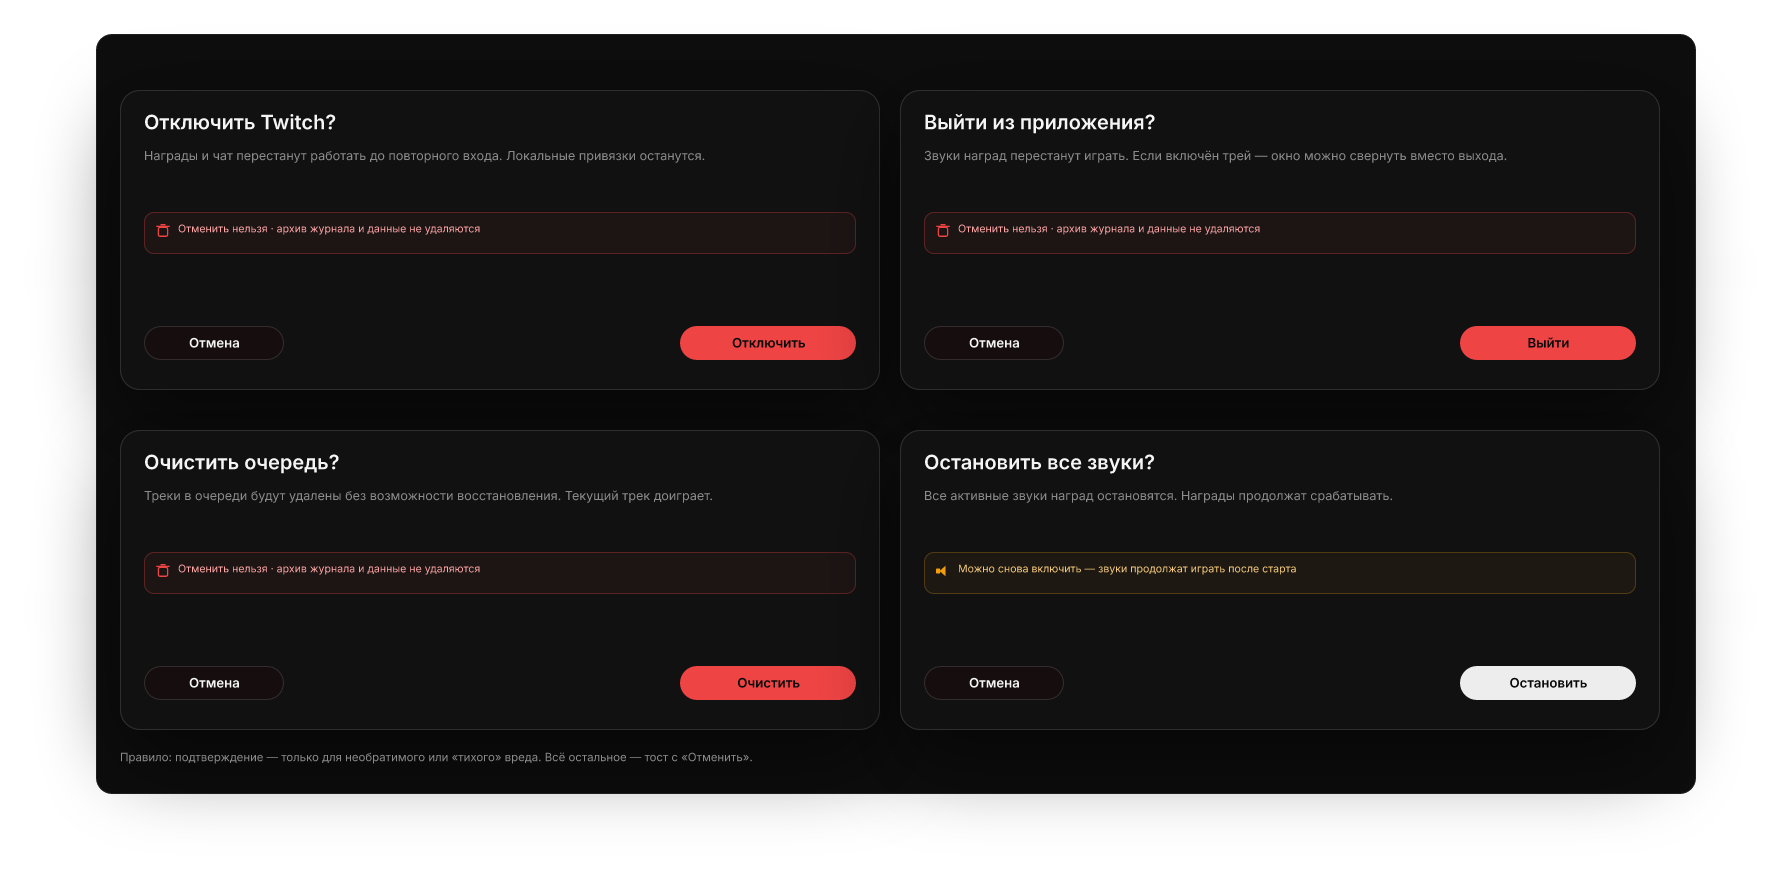 Отключить Twitch?
Награды и чат перестанут работать до повторного входа. Локальные привязки останутся.
Отменить нельзя · архив журнала и данные не удаляются
Отмена
Отключить
Выйти из приложения?
Звуки наград перестанут играть. Если включён трей — окно можно свернуть вместо выхода.
Отменить нельзя · архив журнала и данные не удаляются
Отмена
Выйти
Очистить очередь?
Треки в очереди будут удалены без возможности восстановления. Текущий трек доиграет.
Отменить нельзя · архив журнала и данные не удаляются
Отмена
Очистить
Остановить все звуки?
Все активные звуки наград остановятся. Награды продолжат срабатывать.
Можно снова включить — звуки продолжат играть после старта
Отмена
Остановить
Правило: подтверждение — только для необратимого или «тихого» вреда. Всё остальное — тост с «Отменить».